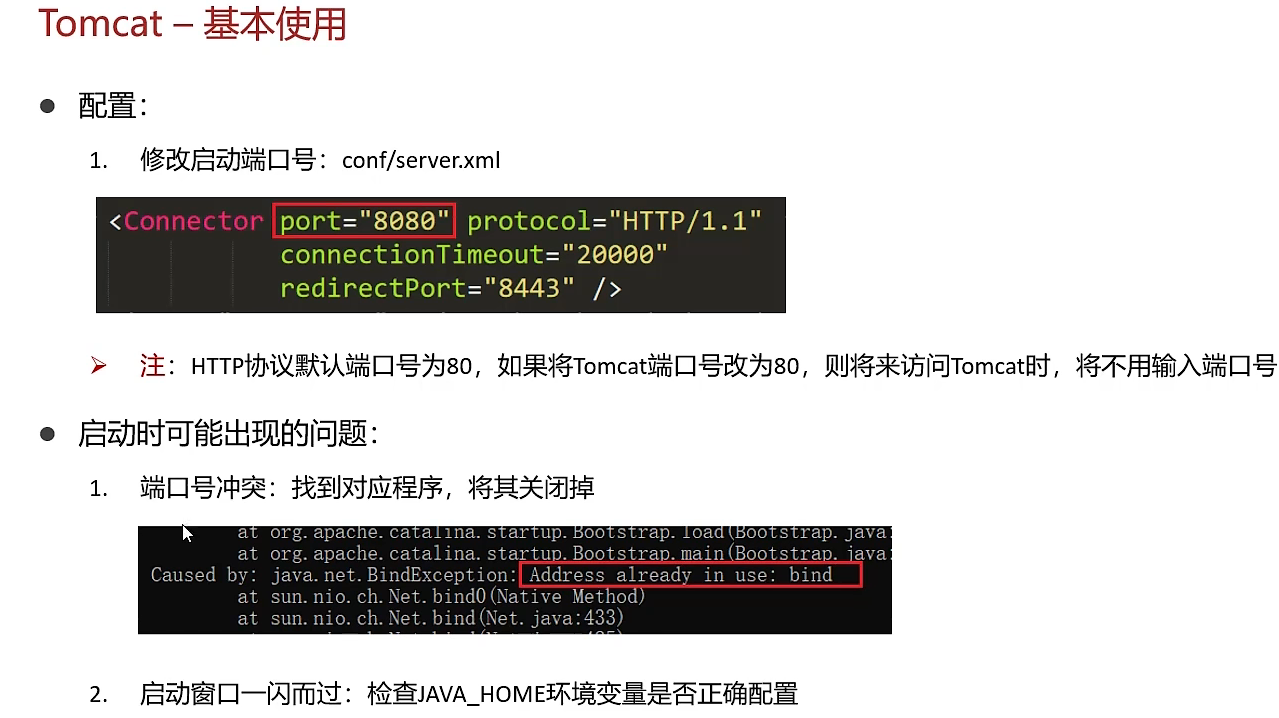 Tomcat – 基本使用
● 配置：
1. 修改启动端口号：conf/server.xml
<Connector port="8080" protocol="HTTP/1.1"
connectionTimeout="20000"
redirectPort="8443" />
➢ 注：HTTP协议默认端口号为80，如果将Tomcat端口号改为80，则将来访问Tomcat时，将不用输入端口号
● 启动时可能出现的问题：
1. 端口号冲突：找到对应程序，将其关闭掉
at org.apache.catalina.startup.Bootstrap.load(Bootstrap.java:
at org.apache.catalina.startup.Bootstrap.main(Bootstrap.java:
Caused by: java.net.BindException: Address already in use: bind
at sun.nio.ch.Net.bind0(Native Method)
at sun.nio.ch.Net.bind(Net.java:433)
2. 启动窗口一闪而过：检查JAVA_HOME环境变量是否正确配置